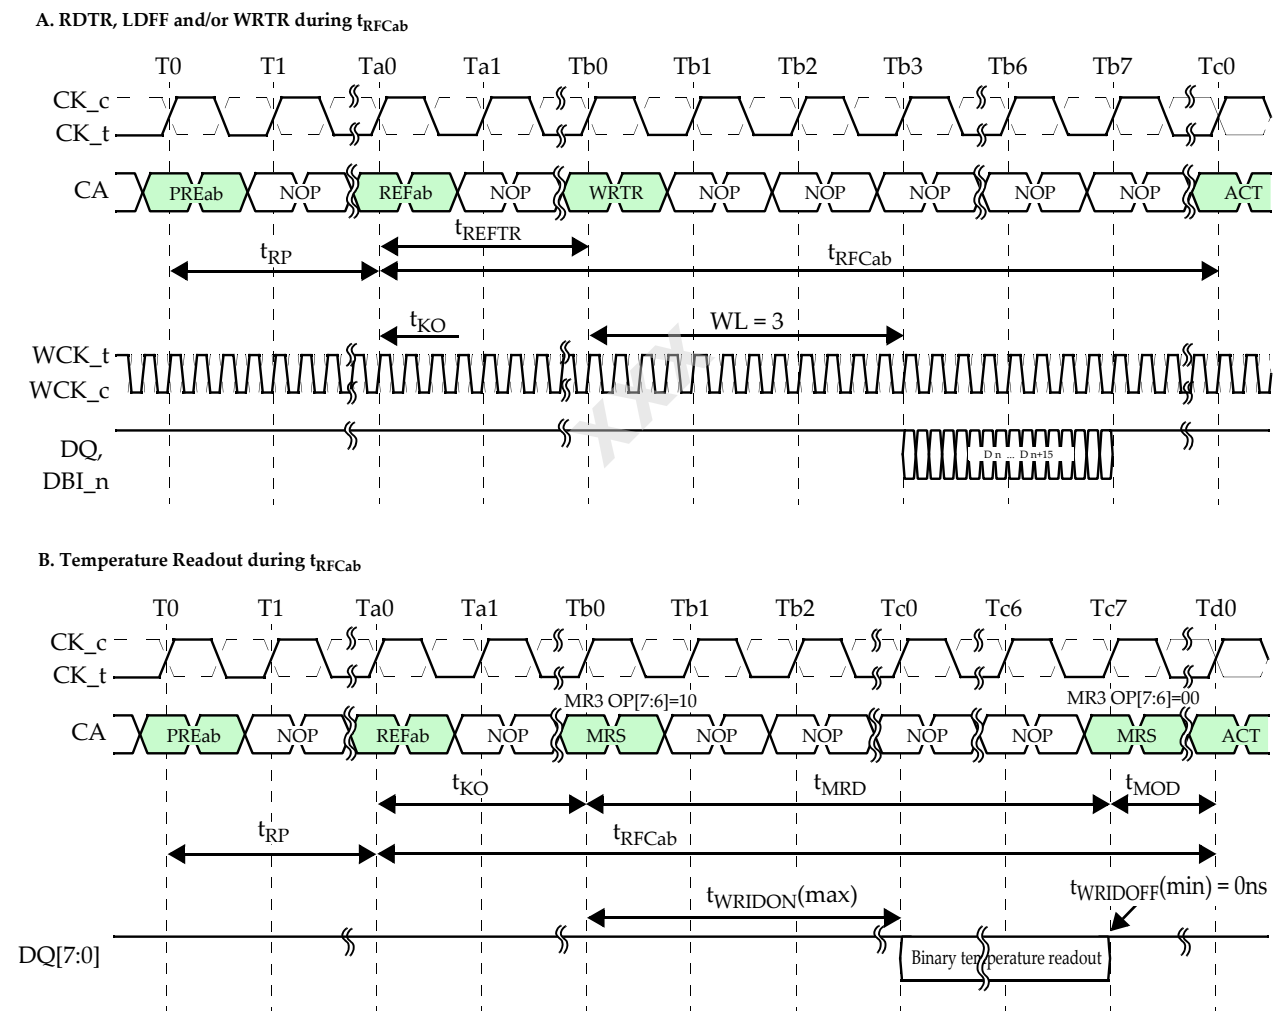 A. RDTR, LDFF and/or WRTR during tRFCab
T0 T1 Ta0 Ta1 Tb0 Tb1 Tb2 Tb3 Tb6 Tb7 Tc0
CK_c
CK_t
CA PREab NOP REFab NOP WRTR NOP NOP NOP NOP NOP ACT
tREFTR
tRP tRFCab
tKO WL = 3
WCK_t
WCK_c
XXX
DQ,
DBI_n
D n ... D n+15
B. Temperature Readout during tRFCab
T0 T1 Ta0 Ta1 Tb0 Tb1 Tb2 Tc0 Tc6 Tc7 Td0
CK_c
CK_t
MR3 OP[7:6]=10 MR3 OP[7:6]=00
CA PREab NOP REFab NOP MRS NOP NOP NOP NOP MRS ACT
tKO tMRD tMOD
tRP tRFCab
tWRIDON(max) tWRIDOFF(min) = 0ns
DQ[7:0] Binary temperature readout